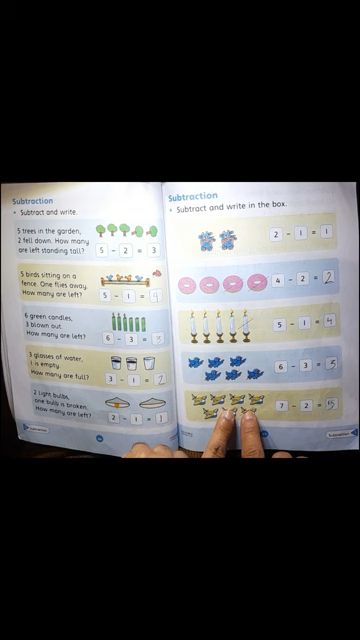 Subtraction
• Subtract and write.
5 trees in the garden,
2 fell down. How many
are left standing tall?
5 - 2 = 3
5 birds sitting on a
fence. One flies away.
How many are left?
5 - 1 = 4
6 green candles,
3 blown out.
How many are left?
6 - 3 = 3
3 glasses of water,
1 is empty.
How many are full?
3 - 1 = 2
2 light bulbs,
one bulb is broken.
How many are left?
2 - 1 = 1
Subtraction
Subtraction
• Subtract and write in the box.
2 - 1 = 1
4 - 2 = 2
5 - 1 = 4
6 - 3 = 3
7 - 2 =
Subtraction